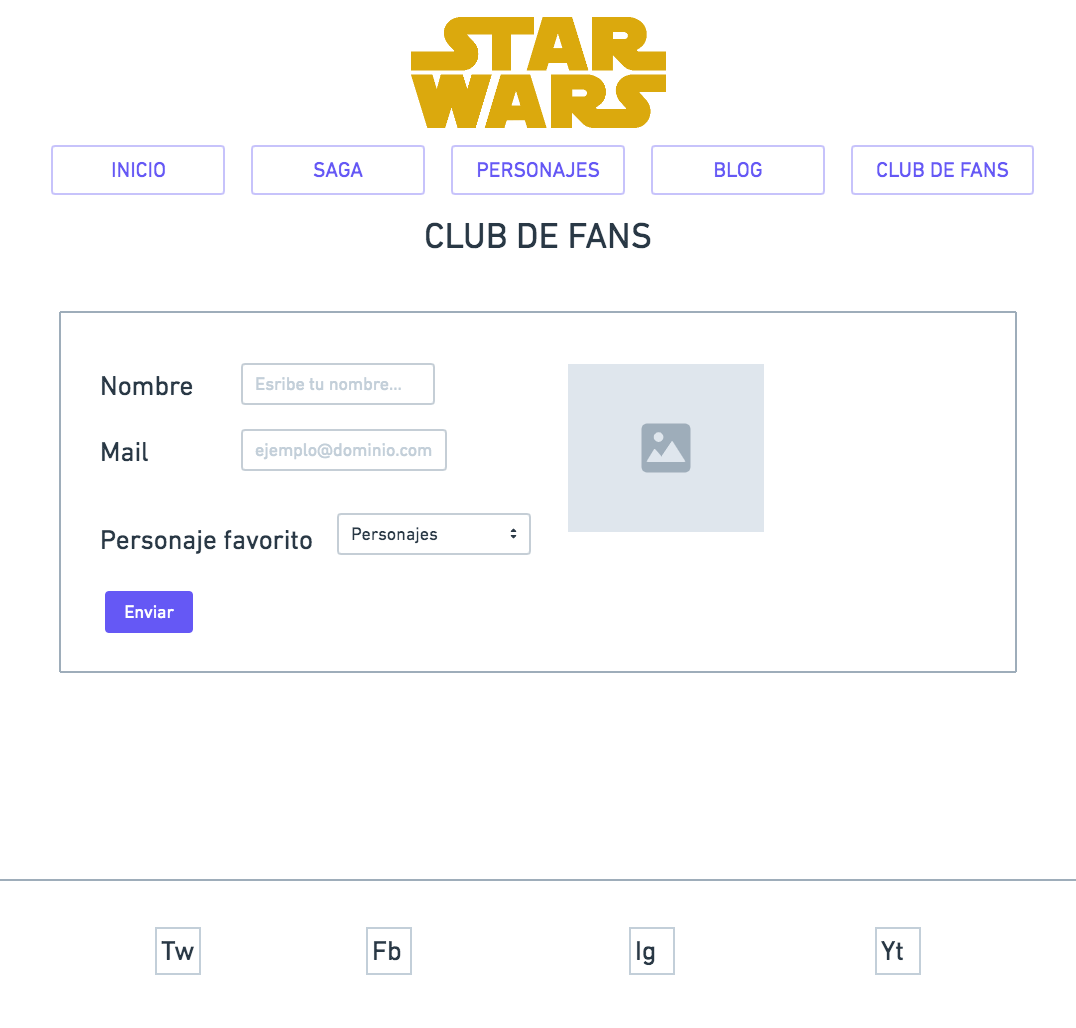 STAR
WARS
INICIO
SAGA
PERSONAJES
BLOG
CLUB DE FANS
CLUB DE FANS
Nombre
Esribe tu nombre...
Mail
ejemplo@dominio.com
Personaje favorito
Personajes
Enviar
Tw
Fb
Ig
Yt